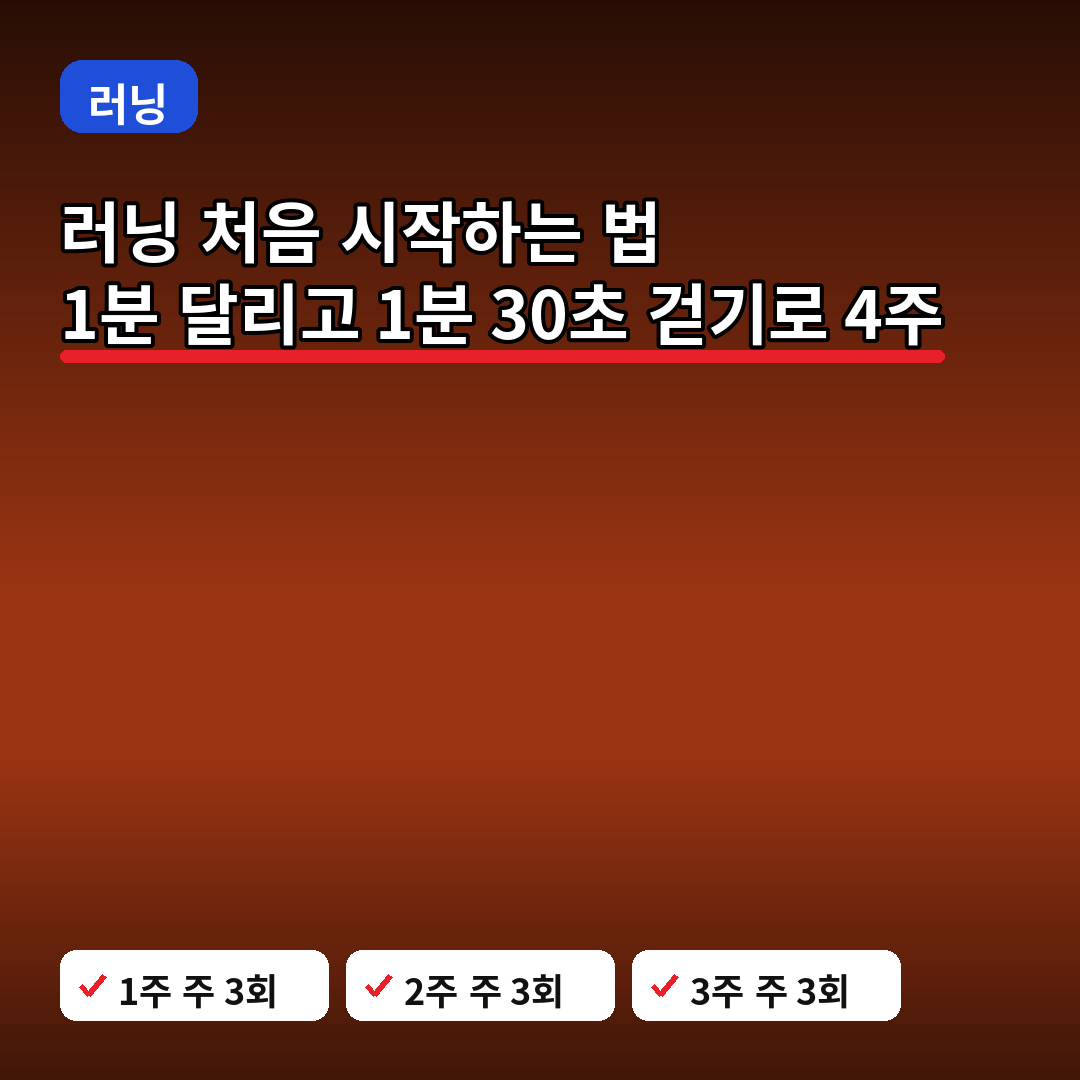 러닝
러닝 처음 시작하는 법
1분 달리고 1분 30초 걷기로 4주
1주 주 3회
2주 주 3회
3주 주 3회